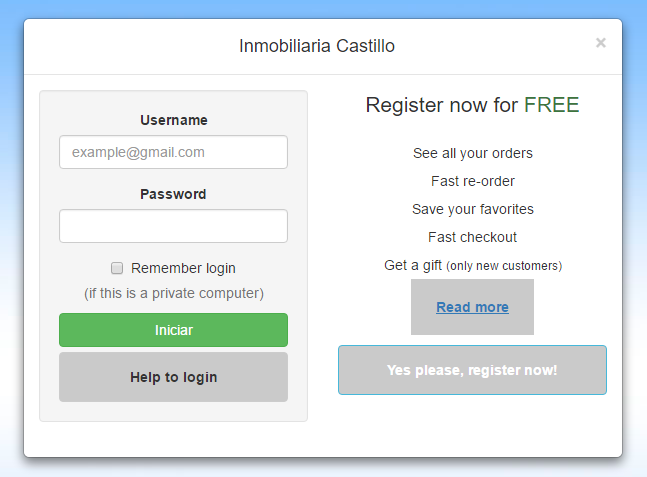 Inmobiliaria Castillo
×
Username
example@gmail.com
Password
Remember login
(if this is a private computer)
Iniciar
Help to login
Register now for FREE
See all your orders
Fast re-order
Save your favorites
Fast checkout
Get a gift (only new customers)
Read more
Yes please, register now!